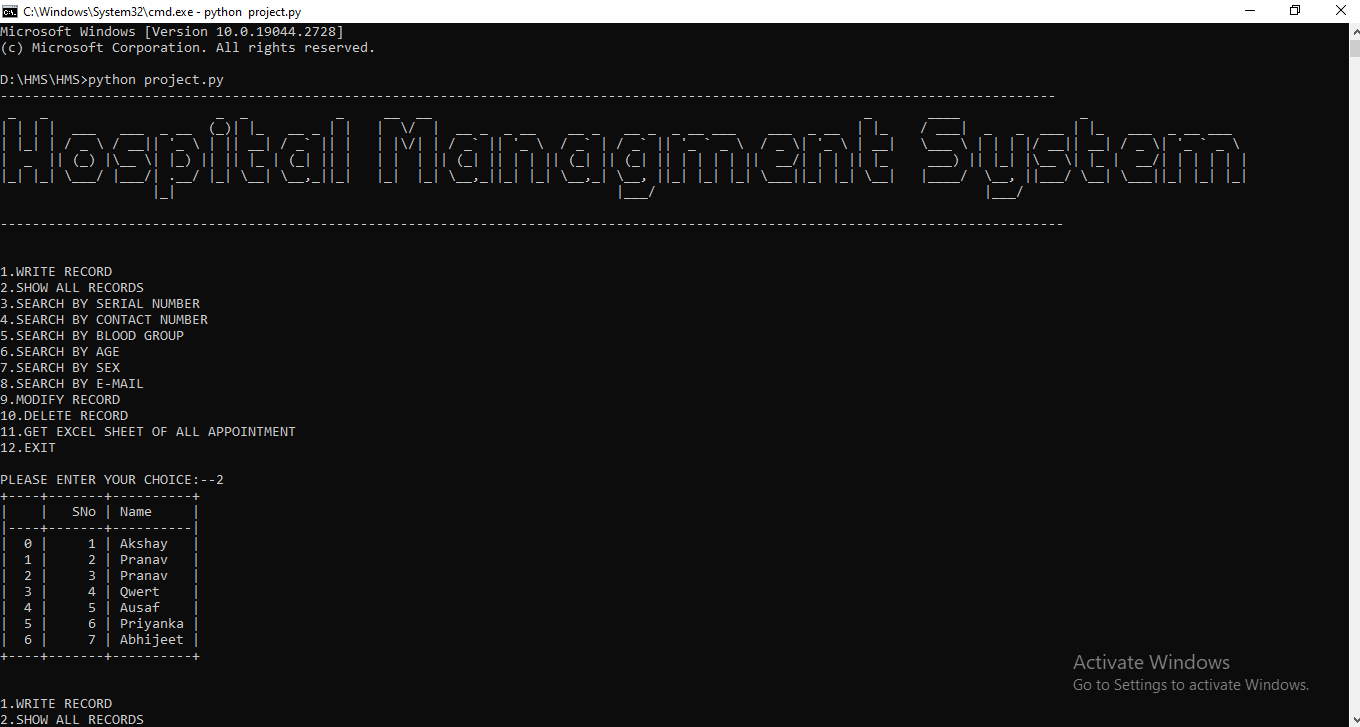 C:\Windows\System32\cmd.exe - python  project.py
Microsoft Windows [Version 10.0.19044.2728]
(c) Microsoft Corporation. All rights reserved.
D:\HMS\HMS>python project.py
------------------------------------------------------------------------------------------------------------------------------------
Hospital Managment System
-------------------------------------------------------------------------------------------------------------------------------------
1.WRITE RECORD
2.SHOW ALL RECORDS
3.SEARCH BY SERIAL NUMBER
4.SEARCH BY CONTACT NUMBER
5.SEARCH BY BLOOD GROUP
6.SEARCH BY AGE
7.SEARCH BY SEX
8.SEARCH BY E-MAIL
9.MODIFY RECORD
10.DELETE RECORD
11.GET EXCEL SHEET OF ALL APPOINTMENT
12.EXIT
PLEASE ENTER YOUR CHOICE:--2
+----+-------+----------+
|    |   SNo | Name     |
|----+-------+----------|
|  0 |     1 | Akshay   |
|  1 |     2 | Pranav   |
|  2 |     3 | Pranav   |
|  3 |     4 | Qwert    |
|  4 |     5 | Ausaf    |
|  5 |     6 | Priyanka |
|  6 |     7 | Abhijeet |
+----+-------+----------+
1.WRITE RECORD
2.SHOW ALL RECORDS
Activate Windows
Go to Settings to activate Windows.